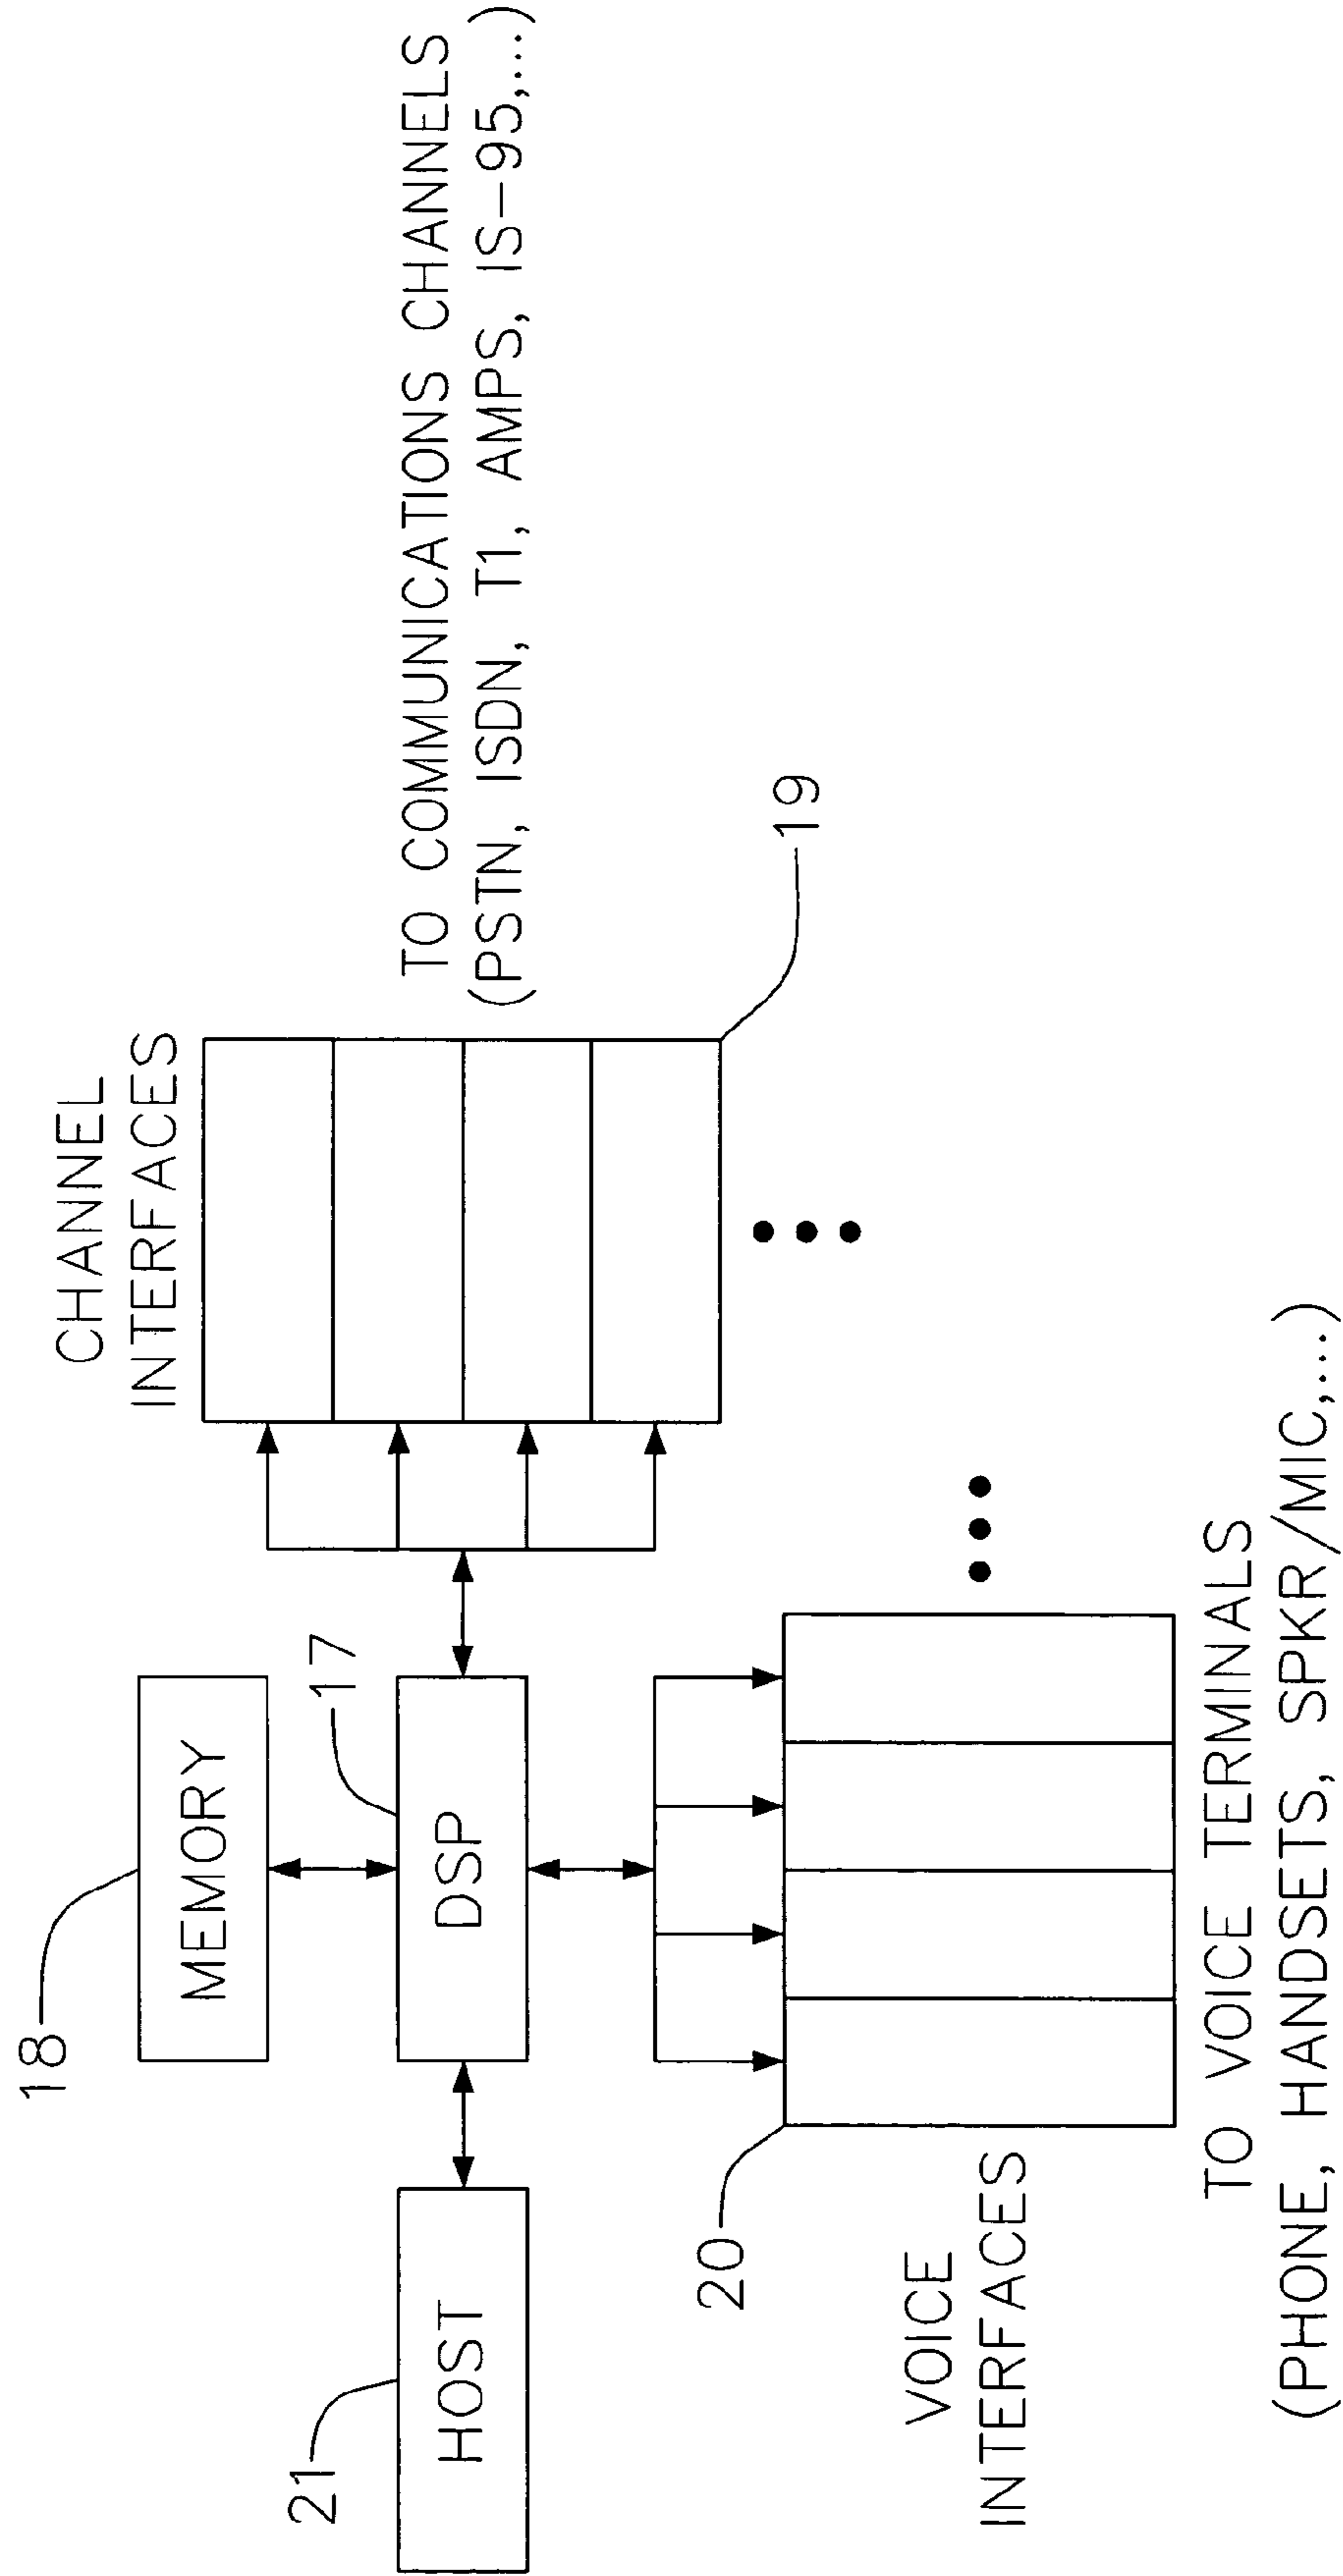 CHANNEL
INTERFACES
18
MEMORY
17
21
HOST
DSP
TO COMMUNICATIONS CHANNELS
(PSTN, ISDN, T1, AMPS, IS-95,...)
19
20
VOICE
INTERFACES
TO VOICE TERMINALS
(PHONE, HANDSETS, SPKR/MIC,...)